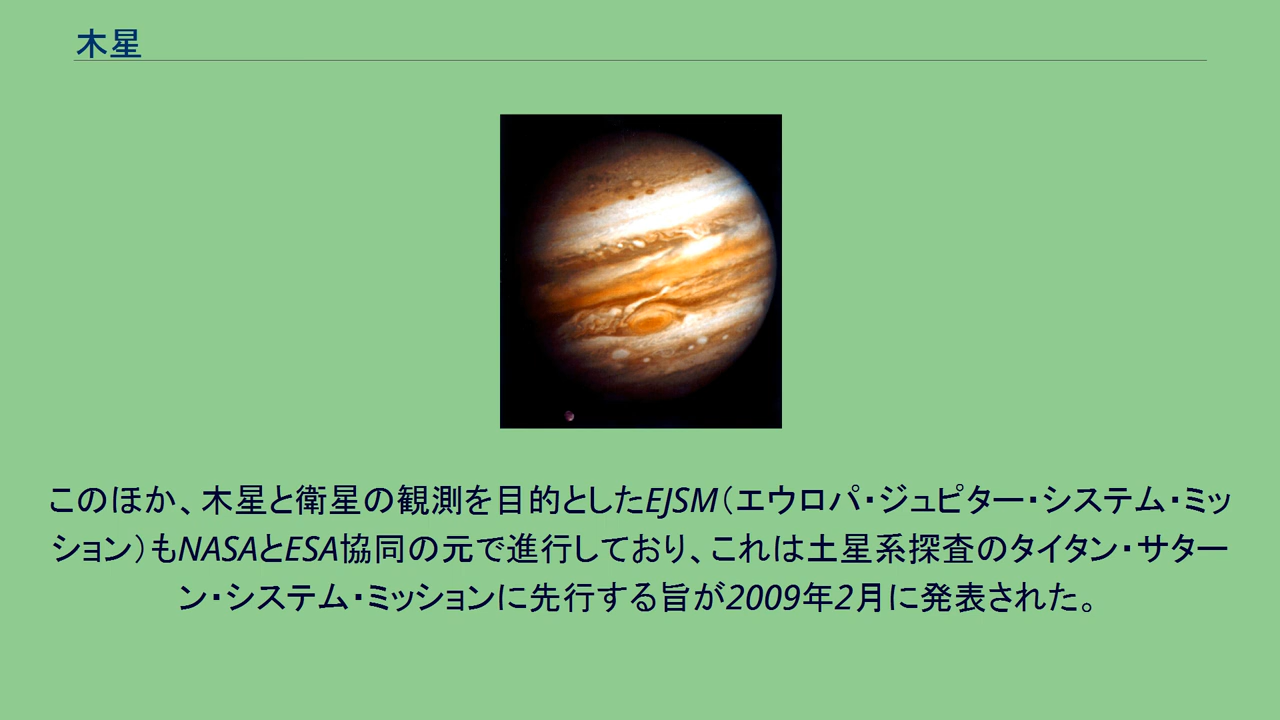 木星
このほか、木星と衛星の観測を目的としたEJSM（エウロパ・ジュピター・システム・ミッ
ション）もNASAとESA協同の元で進行しており、これは土星系探査のタイタン・サター
ン・システム・ミッションに先行する旨が2009年2月に発表された。